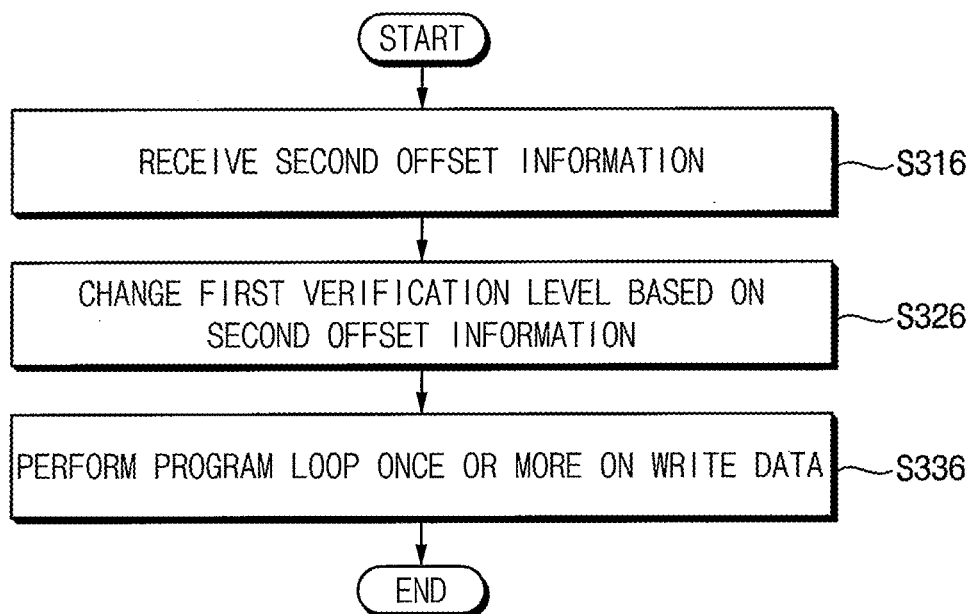 START
RECEIVE SECOND OFFSET INFORMATION
S316
CHANGE FIRST VERIFICATION LEVEL BASED ON
SECOND OFFSET INFORMATION
S326
PERFORM PROGRAM LOOP ONCE OR MORE ON WRITE DATA
S336
END